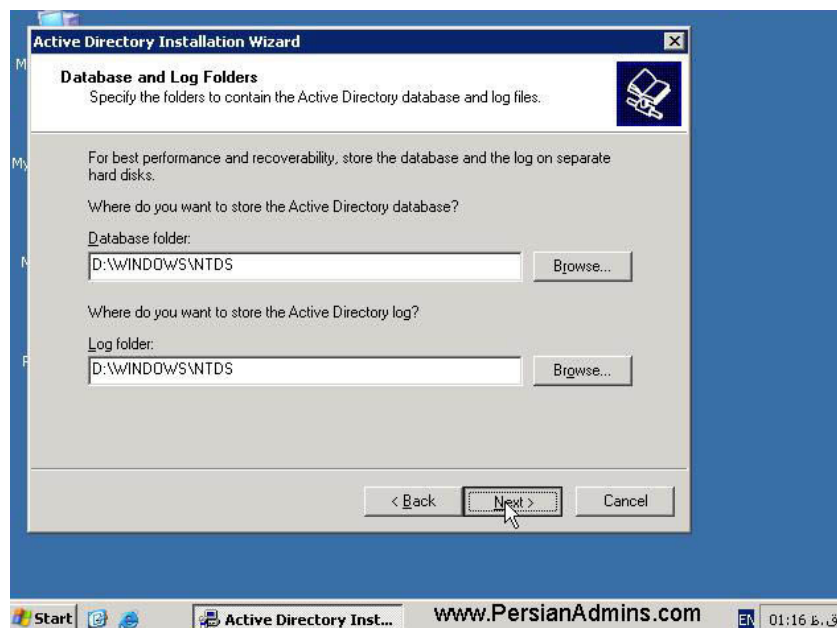 Active Directory Installation Wizard
Database and Log Folders
Specify the folders to contain the Active Directory database and log files.
For best performance and recoverability, store the database and the log on separate
hard disks.
Where do you want to store the Active Directory database?
Database folder:
D:\WINDOWS\NTDS
Browse...
Where do you want to store the Active Directory log?
Log folder:
D:\WINDOWS\NTDS
Browse...
< Back
Next >
Cancel
Start
Active Directory Inst...
www.PersianAdmins.com
EN
01:16